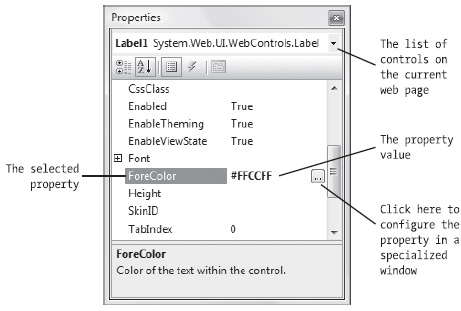 Properties
Label1 System.Web.UI.WebControls.Label
CssClass
Enabled True
EnableTheming True
EnableViewState True
Font
ForeColor #FFCCFF ...
Height
SkinID
TabIndex 0
ForeColor
Color of the text within the control.
The selected
property
The list of
controls on
the current
web page
The property
value
Click here to
configure the
property in a
specialized
window